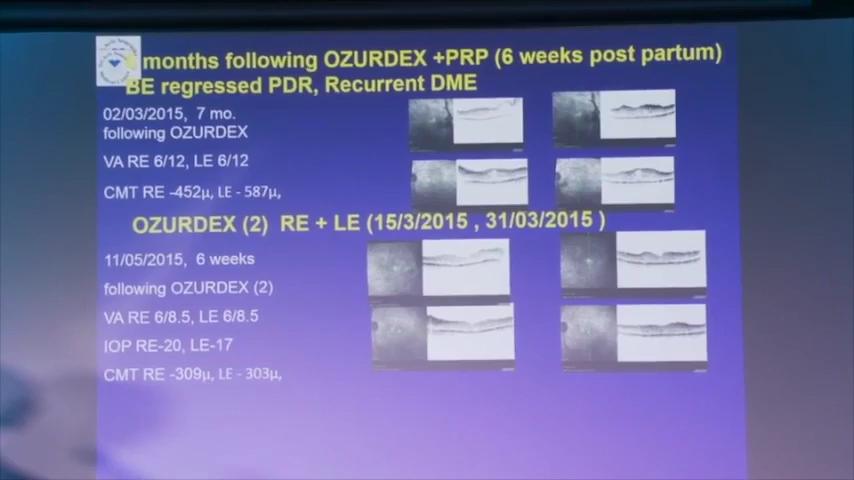 months following OZURDEX +PRP (6 weeks post partum)
BE regressed PDR, Recurrent DME
02/03/2015, 7 mo.
following OZURDEX
VA RE 6/12, LE 6/12
CMT RE -452µ, LE - 587µ,
OZURDEX (2) RE + LE (15/3/2015 , 31/03/2015 )
11/05/2015, 6 weeks
following OZURDEX (2)
VA RE 6/8.5, LE 6/8.5
IOP RE-20, LE-17
CMT RE -309µ, LE - 303µ,